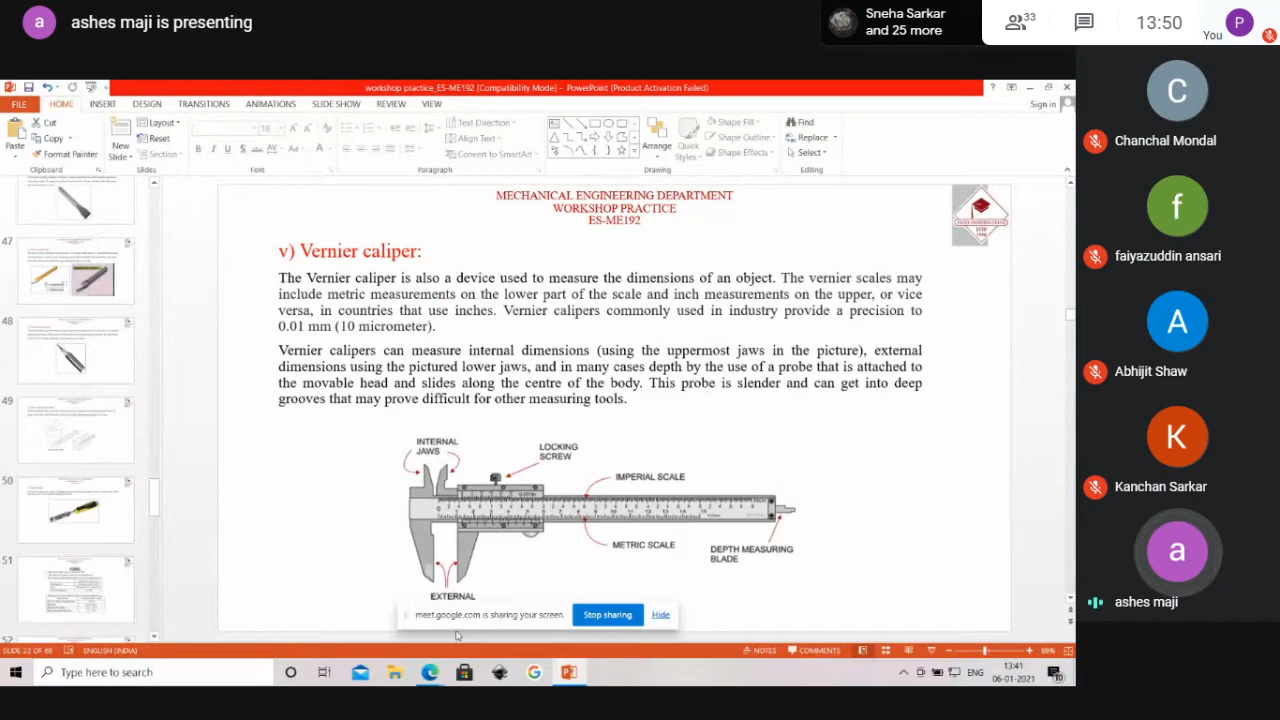 a
ashes maji is presenting
Sneha Sarkar
and 25 more
33
13:50
You
P
workshop practice_ES-ME192 [Compatibility Mode] - PowerPoint (Product Activation Failed)
FILE
HOME
INSERT
DESIGN
TRANSITIONS
ANIMATIONS
SLIDE SHOW
REVIEW
VIEW
Sign in
Paste
Cut
Copy
Format Painter
Clipboard
New
Slide
Layout
Reset
Section
Slides
18
B I U S abc AV Aa A
Font
Text Direction
Align Text
Convert to SmartArt
Paragraph
Arrange
Quick
Styles
Shape Fill
Shape Outline
Shape Effects
Drawing
Find
Replace
Select
Editing
47
48
49
50
51
52
MECHANICAL ENGINEERING DEPARTMENT
WORKSHOP PRACTICE
ES-ME192
v) Vernier caliper:
The Vernier caliper is also a device used to measure the dimensions of an object. The vernier scales may
include metric measurements on the lower part of the scale and inch measurements on the upper, or vice
versa, in countries that use inches. Vernier calipers commonly used in industry provide a precision to
0.01 mm (10 micrometer).
Vernier calipers can measure internal dimensions (using the uppermost jaws in the picture), external
dimensions using the pictured lower jaws, and in many cases depth by the use of a probe that is attached to
the movable head and slides along the centre of the body. This probe is slender and can get into deep
grooves that may prove difficult for other measuring tools.
INTERNAL
JAWS
LOCKING
SCREW
IMPERIAL SCALE
METRIC SCALE
DEPTH MEASURING
BLADE
EXTERNAL
meet.google.com is sharing your screen.
Stop sharing
Hide
SLIDE 22 OF 69
ENGLISH (INDIA)
NOTES
COMMENTS
69%
Type here to search
ENG
13:41
06-01-2021
10
C
Chanchal Mondal
f
faiyazuddin ansari
A
Abhijit Shaw
K
Kanchan Sarkar
a
ashes maji